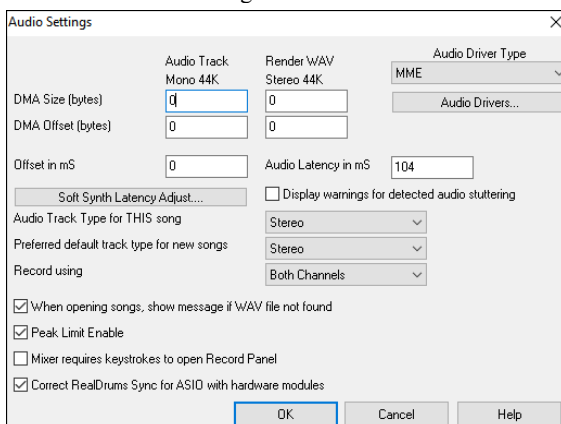 Audio Settings
Audio Track Render WAV Audio Driver Type
Mono 44K Stereo 44K MME
DMA Size (bytes) 0 0 Audio Drivers...
DMA Offset (bytes) 0 0
Offset in mS 0 Audio Latency in mS 104
Soft Synth Latency Adjust.... Display warnings for detected audio stuttering
Audio Track Type for THIS song Stereo
Preferred default track type for new songs Stereo
Record using Both Channels
When opening songs, show message if WAV file not found
Peak Limit Enable
Mixer requires keystrokes to open Record Panel
Correct RealDrums Sync for ASIO with hardware modules
OK Cancel Help